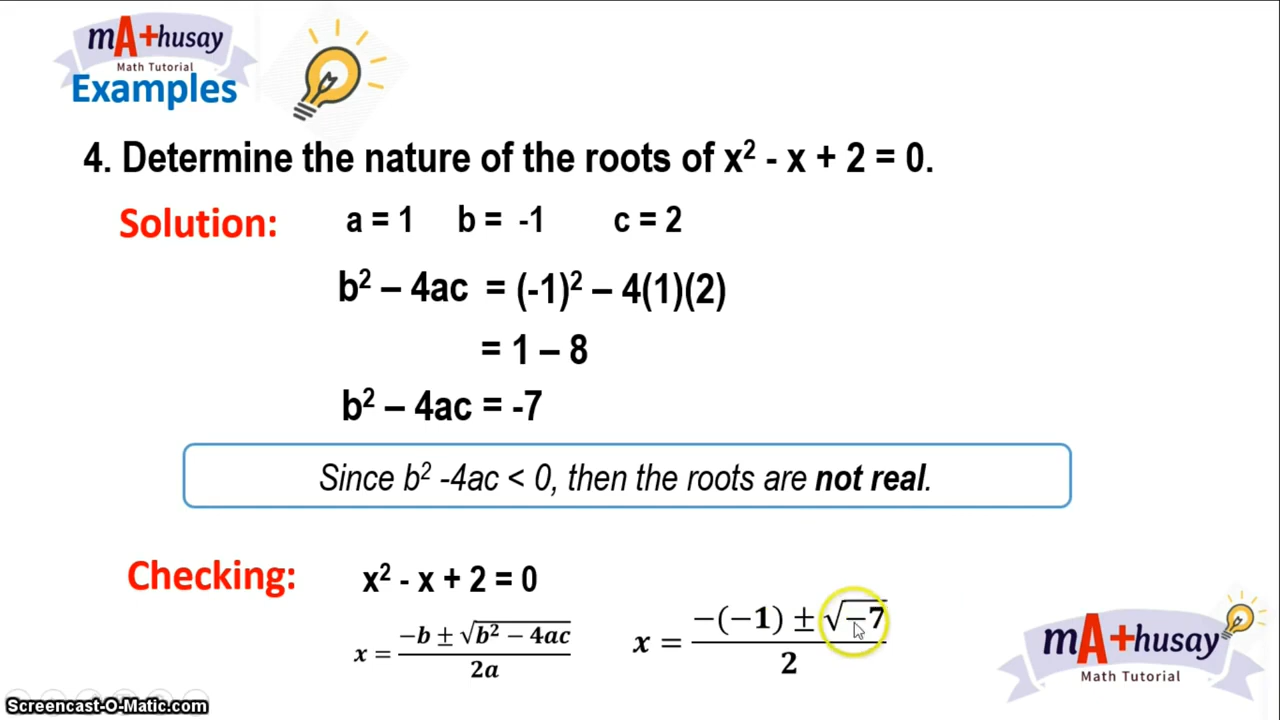 mA+husay
Math Tutorial
Examples
4. Determine the nature of the roots of x² - x + 2 = 0.
Solution: a = 1 b = -1 c = 2
b² – 4ac = (-1)² – 4(1)(2)
= 1 – 8
b² – 4ac = -7
Since b² -4ac < 0, then the roots are not real.
Checking: x² - x + 2 = 0
x = (−b ± √(b² − 4ac)) / 2a x = (−(−1) ± √−7) / 2
mA+husay
Math Tutorial
Screencast-O-Matic.com